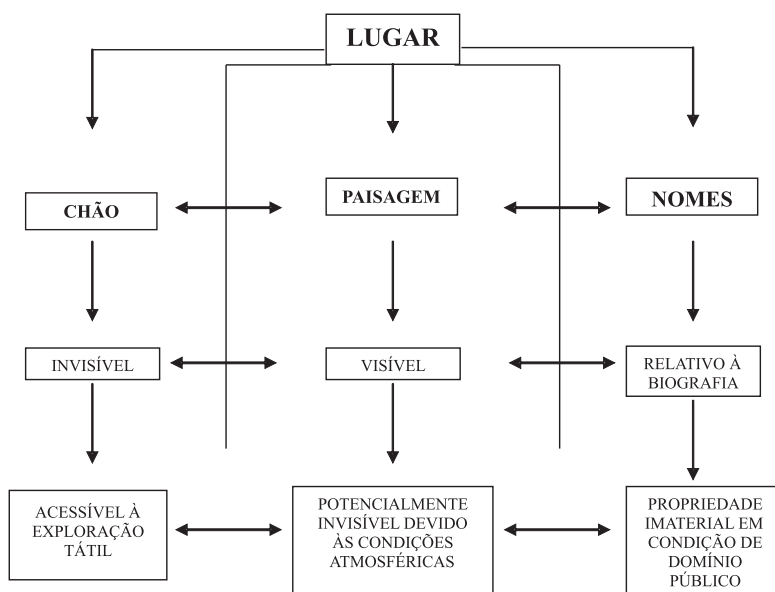 LUGAR
CHÃO
PAISAGEM
NOMES
INVISÍVEL
VISÍVEL
RELATIVO À
BIOGRAFIA
ACESSÍVEL À
EXPLORAÇÃO
TÁTIL
POTENCIALMENTE
INVISÍVEL DEVIDO
ÀS CONDIÇÕES
ATMOSFÉRICAS
PROPRIEDADE
IMATERIAL EM
CONDIÇÃO DE
DOMÍNIO
PÚBLICO